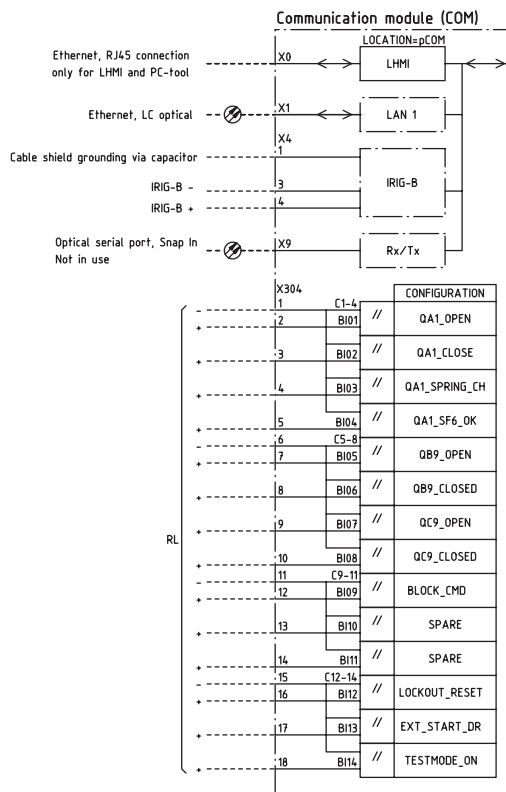 Communication module (COM)
LOCATION=pCOM
Ethernet, RJ45 connection
only for LHMI and PC-tool
X0
LHMI
Ethernet, LC optical
X1
LAN 1
X4
Cable shield grounding via capacitor
1
IRIG-B -
3
IRIG-B
IRIG-B +
4
Optical serial port, Snap In
Not in use
X9
Rx/Tx
X304
CONFIGURATION
- 1 C1-4
+ 2 BI01 // QA1_OPEN
+ 3 BI02 // QA1_CLOSE
+ 4 BI03 // QA1_SPRING_CH
+ 5 BI04 // QA1_SF6_OK
- 6 C5-8
+ 7 BI05 // QB9_OPEN
+ 8 BI06 // QB9_CLOSED
+ 9 BI07 // QC9_OPEN
RL
+ 10 BI08 // QC9_CLOSED
- 11 C9-11
+ 12 BI09 // BLOCK_CMD
+ 13 BI10 // SPARE
+ 14 BI11 // SPARE
- 15 C12-14
+ 16 BI12 // LOCKOUT_RESET
+ 17 BI13 // EXT_START_DR
+ 18 BI14 // TESTMODE_ON